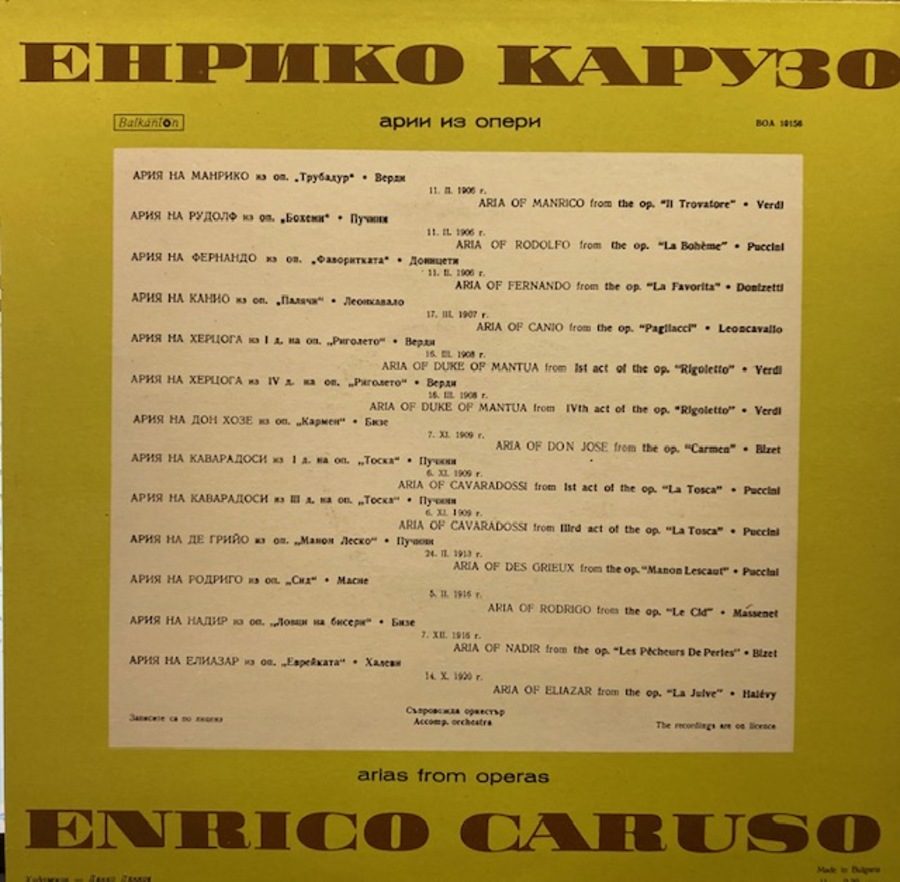 ЕНРИКО КАРУЗО
Balkanton
арии из опери
ВОА 10156
АРИЯ НА МАНРИКО из оп. „Трубадур“ • Верди
11. II. 1906 г.
ARIA OF MANRICO from the op. “Il Trovatore” • Verdi
АРИЯ НА РУДОЛФ из оп. „Бохеми“ • Пучини
11. II. 1906 г.
ARIA OF RODOLFO from the op. “La Bohème” • Puccini
АРИЯ НА ФЕРНАНДО из оп. „Фаворитката“ • Доницети
11. II. 1906 г.
ARIA OF FERNANDO from the op. “La Favorita” • Donizetti
АРИЯ НА КАНИО из оп. „Палячи“ • Леонкавало
17. III. 1907 г.
ARIA OF CANIO from the op. “Pagliacci” • Leoncavallo
АРИЯ НА ХЕРЦОГА из I д. на оп. „Риголето“ • Верди
16. III. 1908 г.
ARIA OF DUKE OF MANTUA from Ist act of the op. “Rigoletto” • Verdi
АРИЯ НА ХЕРЦОГА из IV д. на оп. „Риголето“ • Верди
16. III. 1908 г.
ARIA OF DUKE OF MANTUA from IVth act of the op. “Rigoletto” • Verdi
АРИЯ НА ДОН ХОЗЕ из оп. „Кармен“ • Бизе
7. XI. 1909 г.
ARIA OF DON JOSE from the op. “Carmen” • Bizet
АРИЯ НА КАВАРАДОСИ из I д. на оп. „Тоска“ • Пучини
6. XI. 1909 г.
ARIA OF CAVARADOSSI from Ist act of the op. “La Tosca” • Puccini
АРИЯ НА КАВАРАДОСИ из III д. на оп. „Тоска“ • Пучини
6. XI. 1909 г.
ARIA OF CAVARADOSSI from IIIrd act of the op. “La Tosca” • Puccini
АРИЯ НА ДЕ ГРИЙО из оп. „Манон Леско“ • Пучини
24. II. 1913 г.
ARIA OF DES GRIEUX from the op. “Manon Lescaut” • Puccini
АРИЯ НА РОДРИГО из оп. „Сид“ • Масне
5. II. 1916 г.
ARIA OF RODRIGO from the op. “Le Cid” • Massenet
АРИЯ НА НАДИР из оп. „Ловци на бисери“ • Бизе
7. XII. 1916 г.
ARIA OF NADIR from the op. “Les Pêcheurs De Perles” • Bizet
АРИЯ НА ЕЛИАЗАР из оп. „Еврейката“ • Халеви
14. X. 1920 г.
ARIA OF ELIAZAR from the op. “La Juive” • Halévy
Записите са по лиценз
Съпровожда оркестър
Accomp. orchestra
The recordings are on licence
arias from operas
ENRICO CARUSO
Made in Bulgaria
Художник —